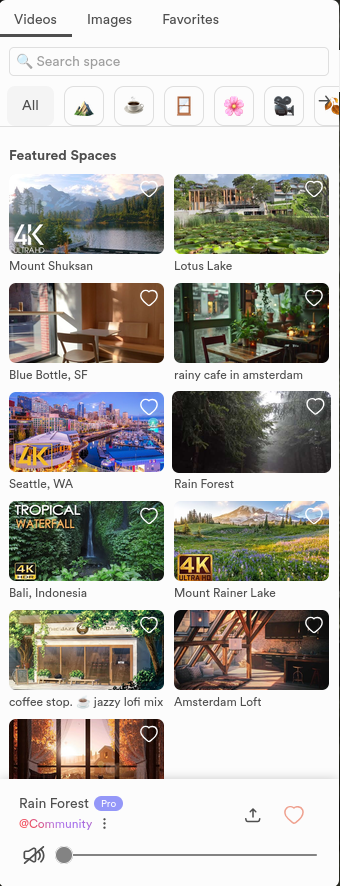 Videos Images Favorites
🔍 Search space
All
Featured Spaces
4K
ULTRA HD
Mount Shuksan Lotus Lake
Blue Bottle, SF rainy cafe in amsterdam
4K
Seattle, WA Rain Forest
TROPICAL
WATERFALL
4K
4K
ULTRA HD
Bali, Indonesia Mount Rainer Lake
coffee stop. ☕ jazzy lofi mix Amsterdam Loft
Rain Forest Pro
@Community